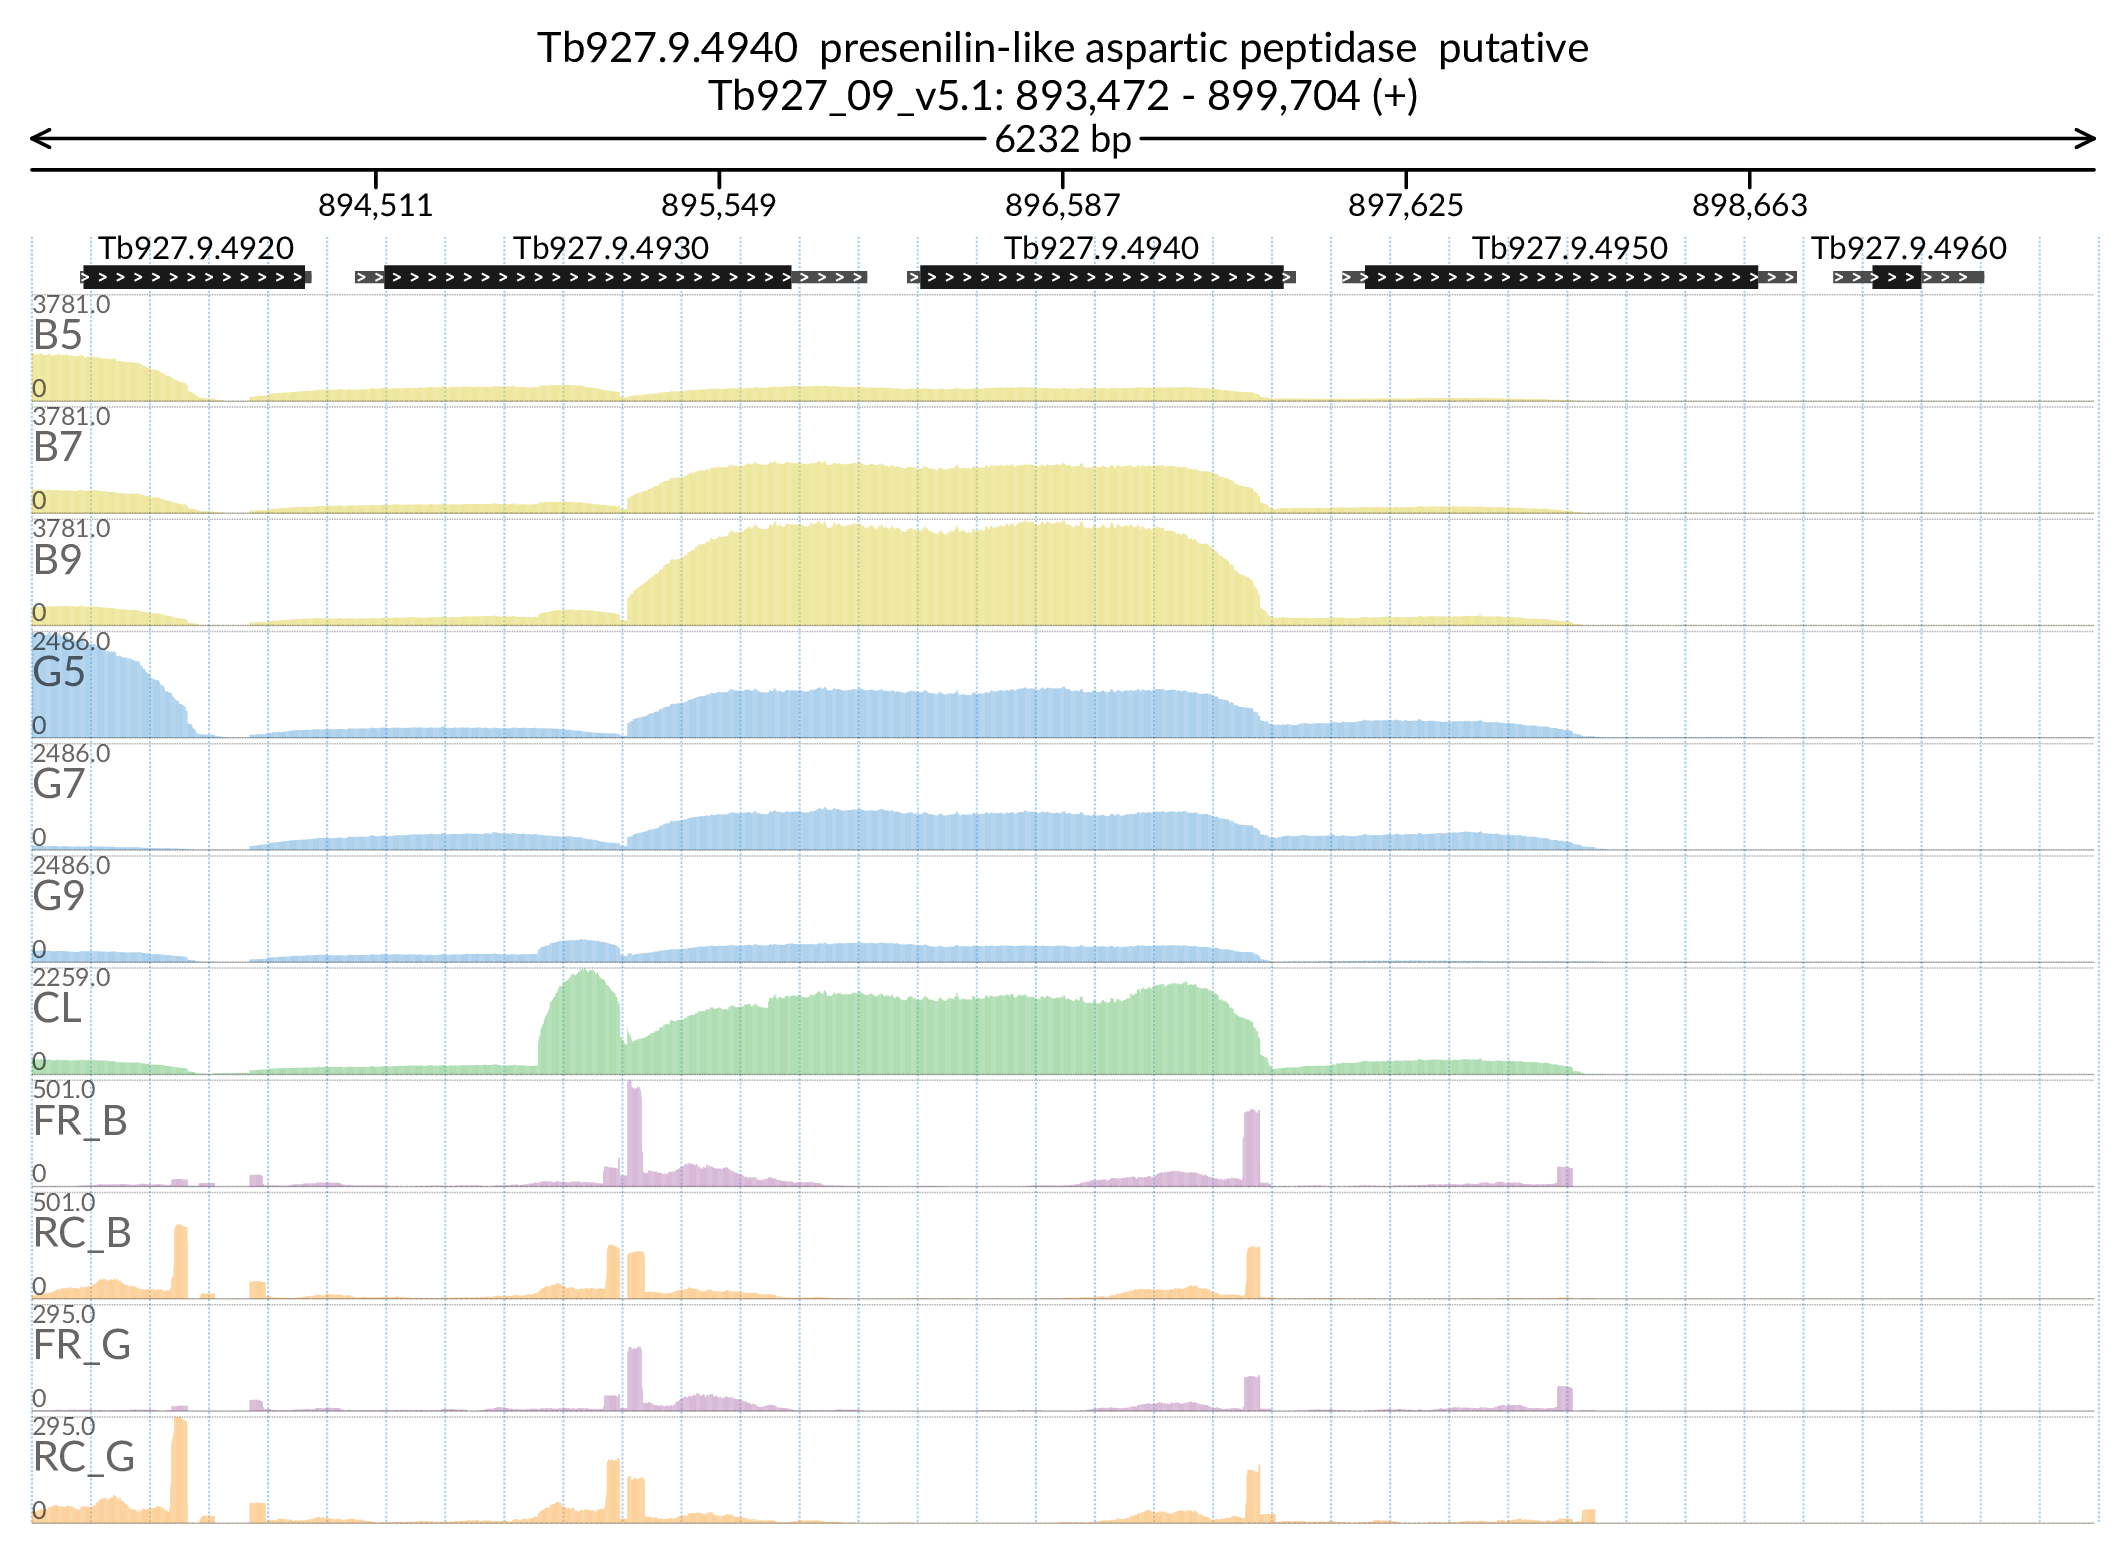 Tb927.9.4940  presenilin-like aspartic peptidase  putative
Tb927_09_v5.1: 893,472 - 899,704 (+)
6232 bp
894,511 895,549 896,587 897,625 898,663
Tb927.9.4920 Tb927.9.4930 Tb927.9.4940 Tb927.9.4950 Tb927.9.4960
3781.0
B5
0
3781.0
B7
0
3781.0
B9
0
2486.0
G5
0
2486.0
G7
0
2486.0
G9
0
2259.0
CL
0
501.0
FR_B
0
501.0
RC_B
0
295.0
FR_G
0
295.0
RC_G
0